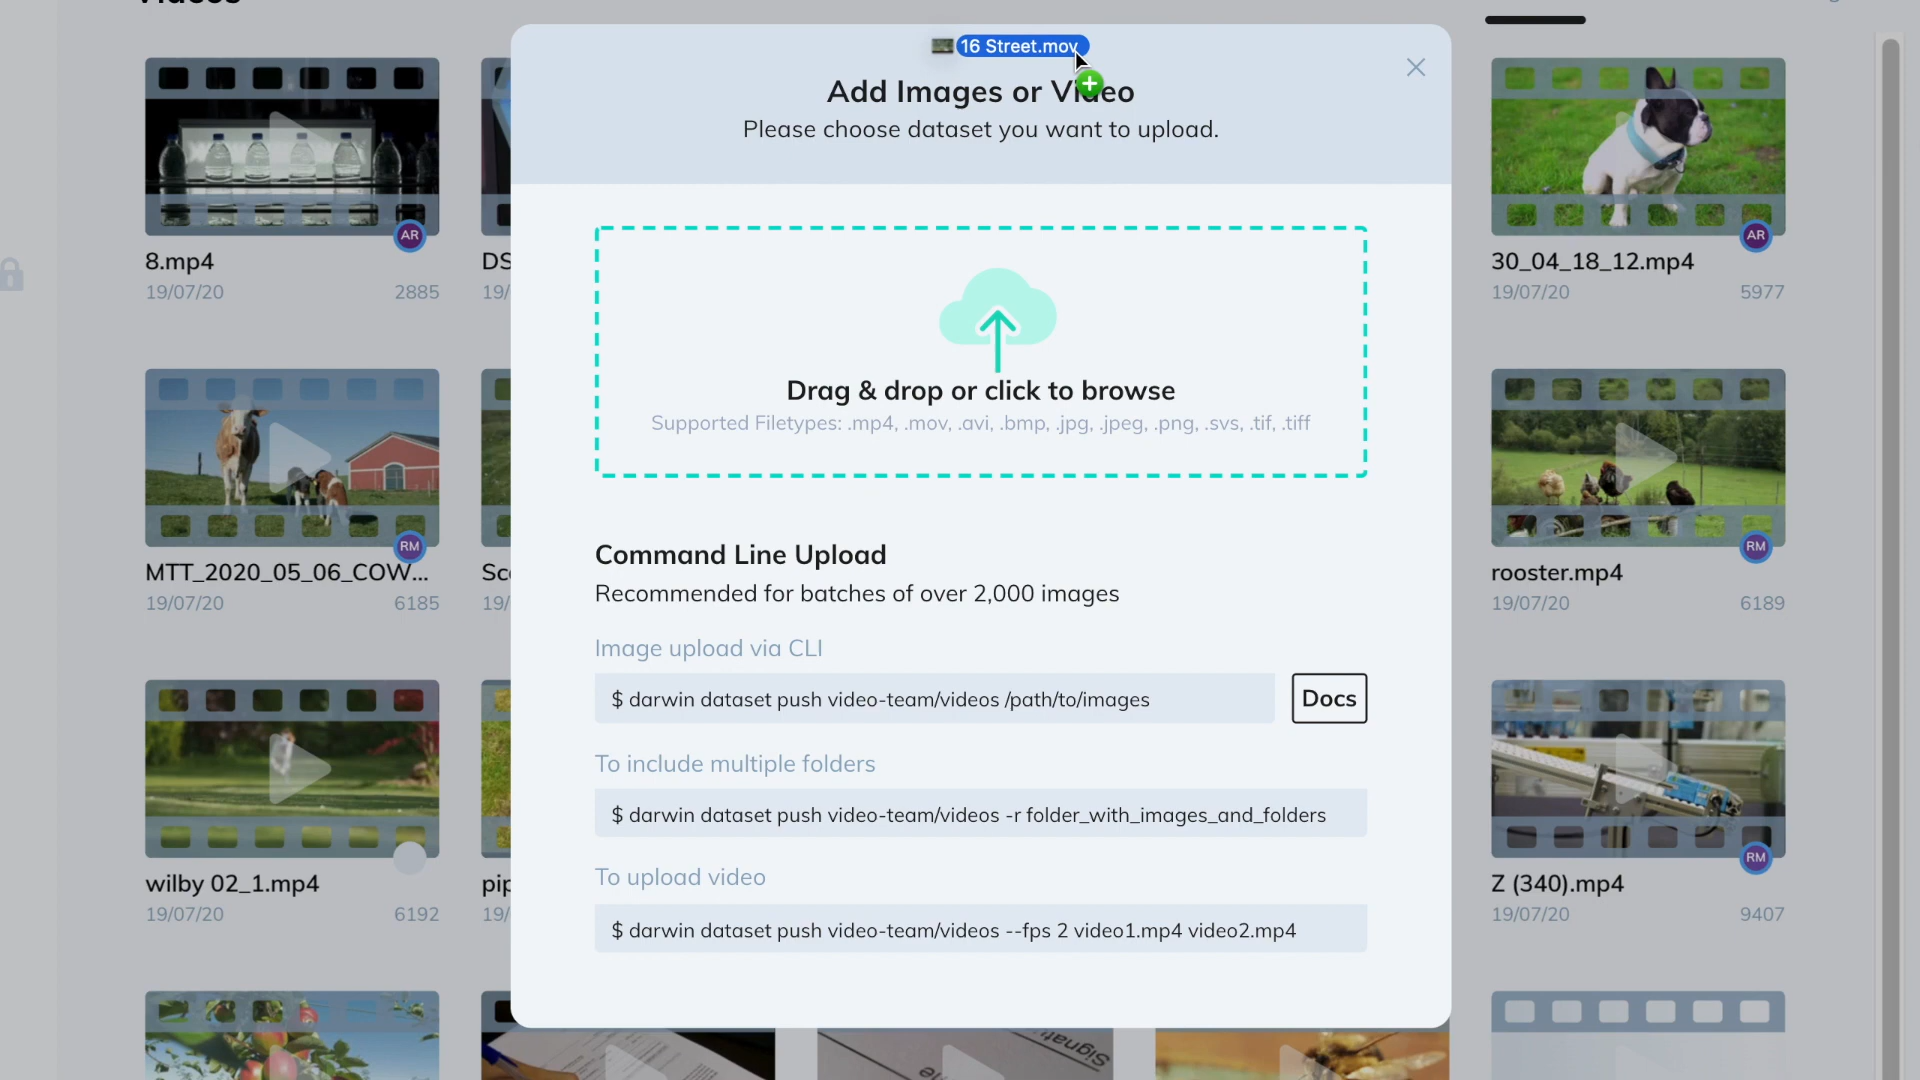 16 Street.mov
Add Images or Video
Please choose dataset you want to upload.
Drag & drop or click to browse
Supported Filetypes: .mp4, .mov, .avi, .bmp, .jpg, .jpeg, .png, .svs, .tif, .tiff
Command Line Upload
Recommended for batches of over 2,000 images
Image upload via CLI
$ darwin dataset push video-team/videos /path/to/images
Docs
To include multiple folders
$ darwin dataset push video-team/videos -r folder_with_images_and_folders
To upload video
$ darwin dataset push video-team/videos --fps 2 video1.mp4 video2.mp4
AR
8.mp4
19/07/20 2885
DS
19/
AR
30_04_18_12.mp4
19/07/20 5977
RM
MTT_2020_05_06_COW...
19/07/20 6185
Sc
19/
RM
rooster.mp4
19/07/20 6189
wilby 02_1.mp4
19/07/20 6192
pip
19/
RM
Z (340).mp4
19/07/20 9407